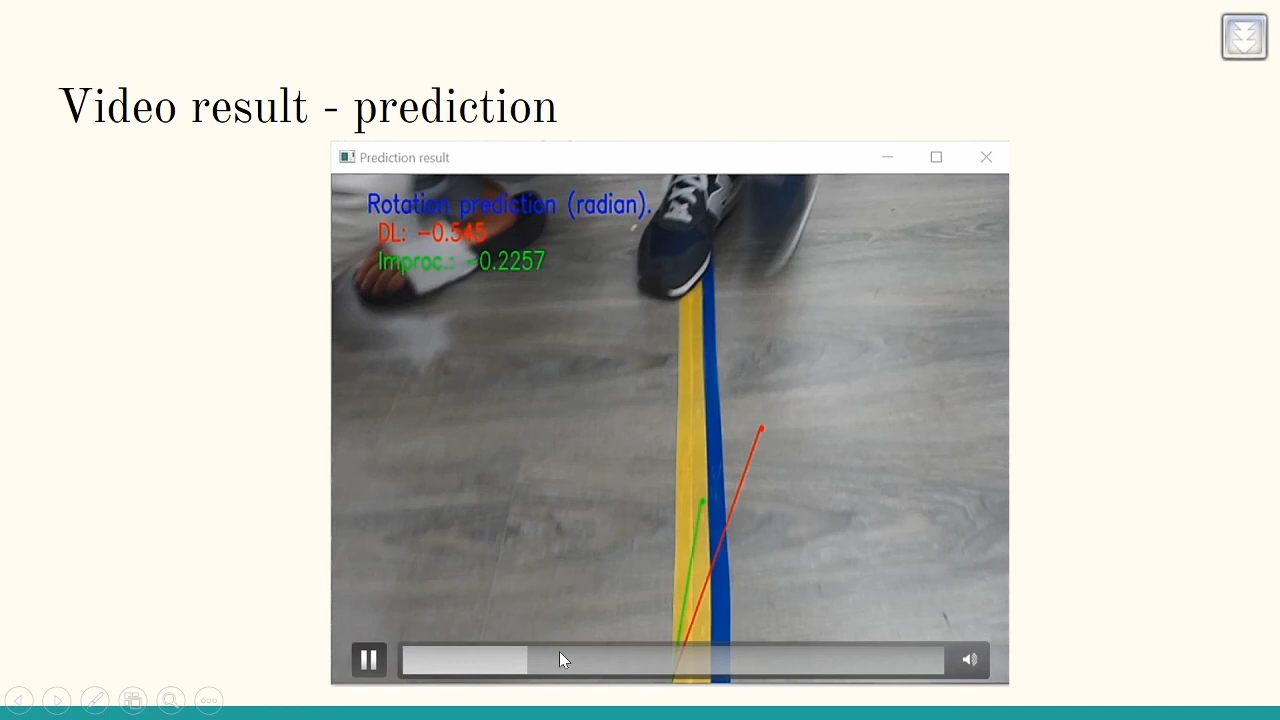 Video result - prediction
Prediction result
Rotation prediction (radian).
DL: -0.545
Improc.: -0.2257